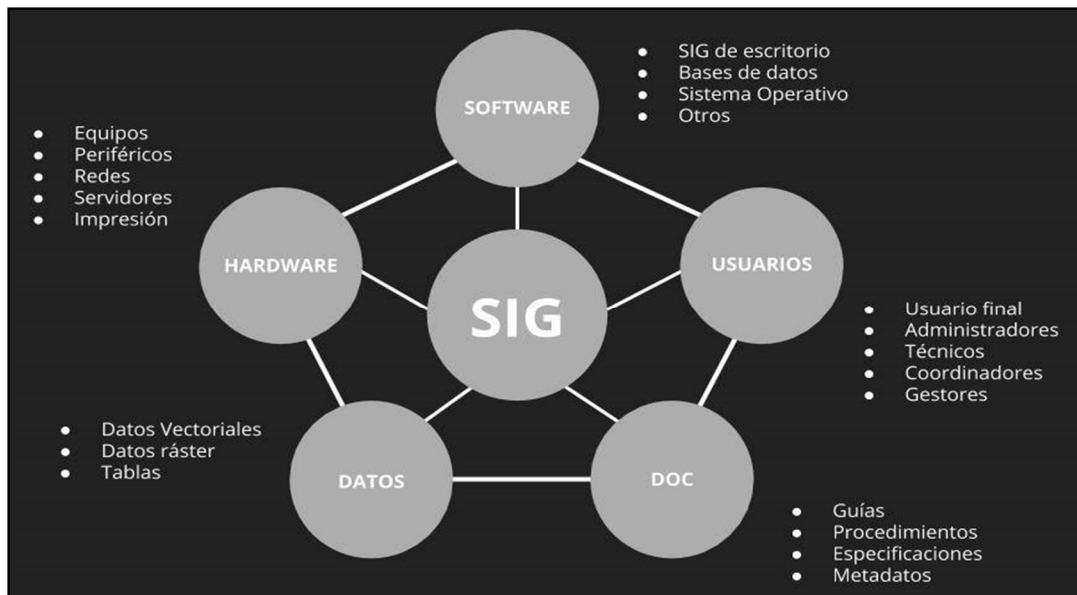 SOFTWARE
• SIG de escritorio
• Bases de datos
• Sistema Operativo
• Otros
• Equipos
• Periféricos
• Redes
• Servidores
• Impresión
HARDWARE
USUARIOS
SIG
• Usuario final
• Administradores
• Técnicos
• Coordinadores
• Gestores
• Datos Vectoriales
• Datos ráster
• Tablas
DATOS
DOC
• Guías
• Procedimientos
• Especificaciones
• Metadatos